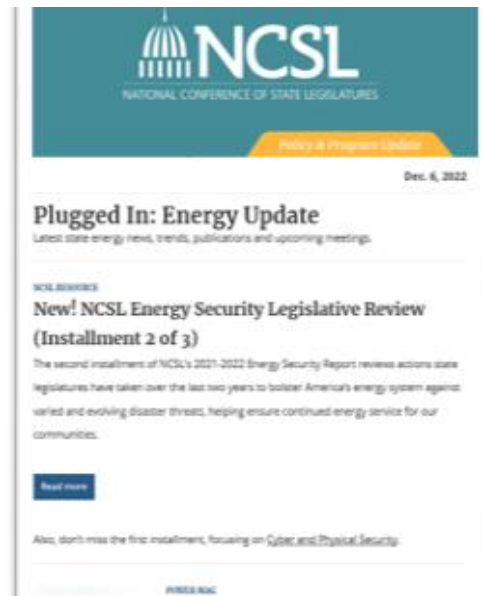 NCSL
NATIONAL CONFERENCE OF STATE LEGISLATURES
Policy & Program Update
Dec. 6, 2022
Plugged In: Energy Update
Latest state energy news, trends, publications and upcoming meetings.
NCSL RESOURCE
New! NCSL Energy Security Legislative Review
(Installment 2 of 3)
The second installment of NCSL's 2021-2022 Energy Security Report reviews actions state
legislatures have taken over the last two years to bolster America's energy system against
varied and evolving disaster threats, helping ensure continued energy service for our
communities.
Read more
Also, don't miss the first installment, focusing on Cyber and Physical Security.
POWER MAG